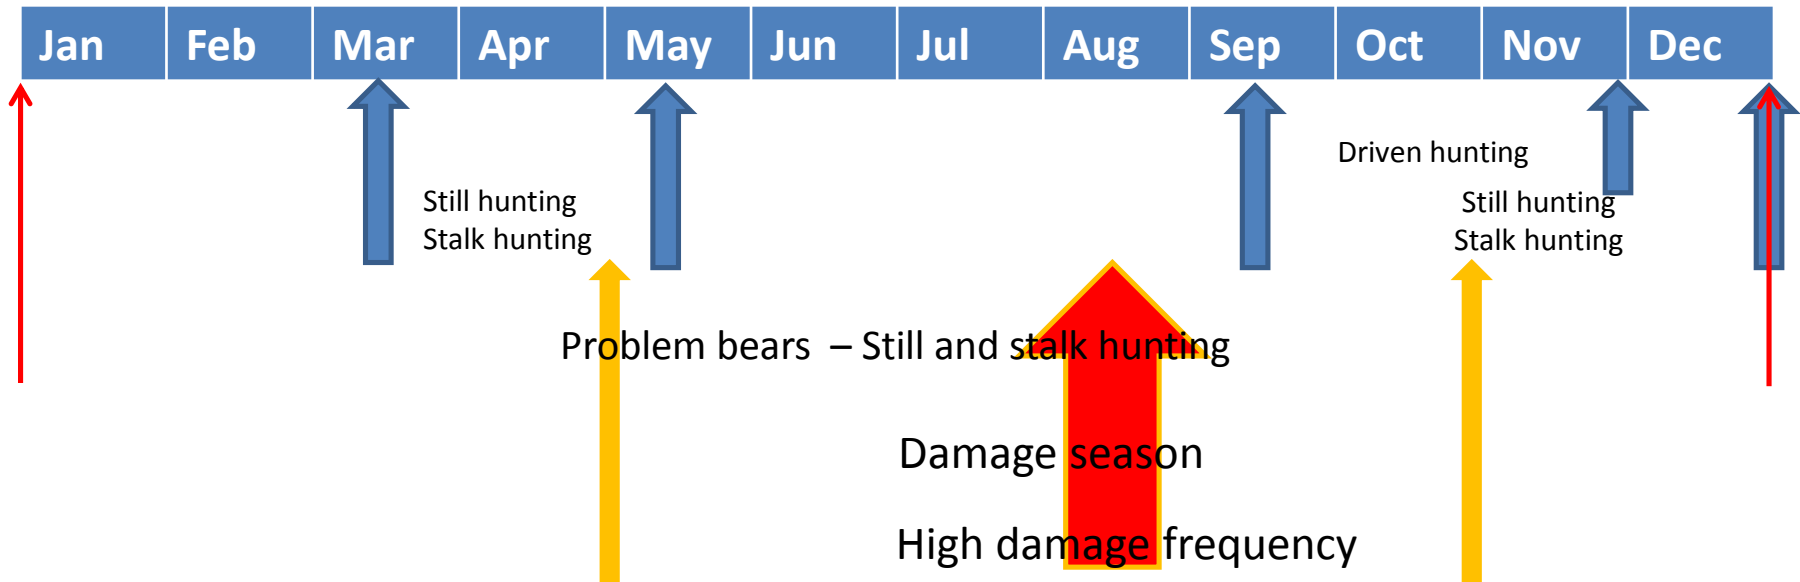 Jan Feb Mar Apr May Jun Jul Aug Sep Oct Nov Dec
Driven hunting
Still hunting
Stalk hunting
Still hunting
Stalk hunting
Problem bears – Still and stalk hunting
Damage season
High damage frequency